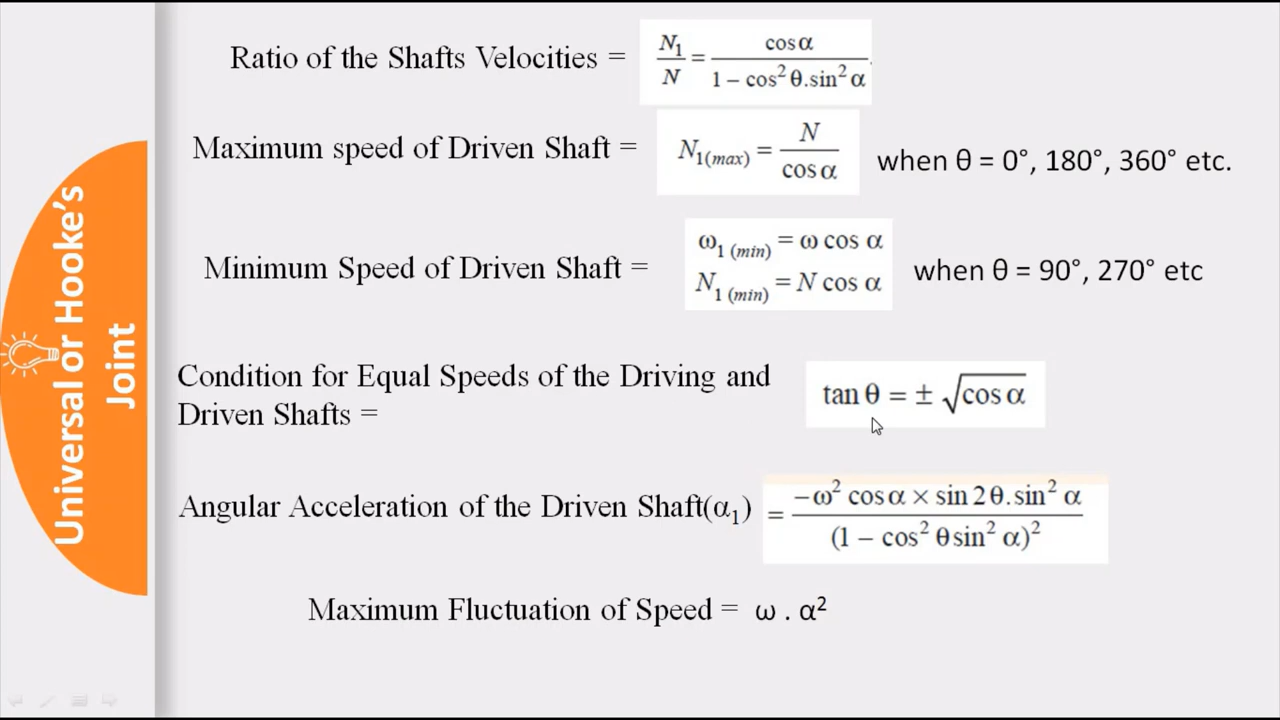 Universal or Hooke's
Joint
Ratio of the Shafts Velocities = N₁/N = cos α / (1 – cos² θ.sin² α)
Maximum speed of Driven Shaft = N₁₍ₘₐₓ₎ = N / cos α when θ = 0°, 180°, 360° etc.
Minimum Speed of Driven Shaft = ω₁ (min) = ω cos α
N₁ (min) = N cos α when θ = 90°, 270° etc
Condition for Equal Speeds of the Driving and
Driven Shafts = tan θ = ± √cos α
Angular Acceleration of the Driven Shaft(α₁) = –ω² cos α × sin 2θ.sin² α / (1 – cos² θ sin² α)²
Maximum Fluctuation of Speed = ω . α²